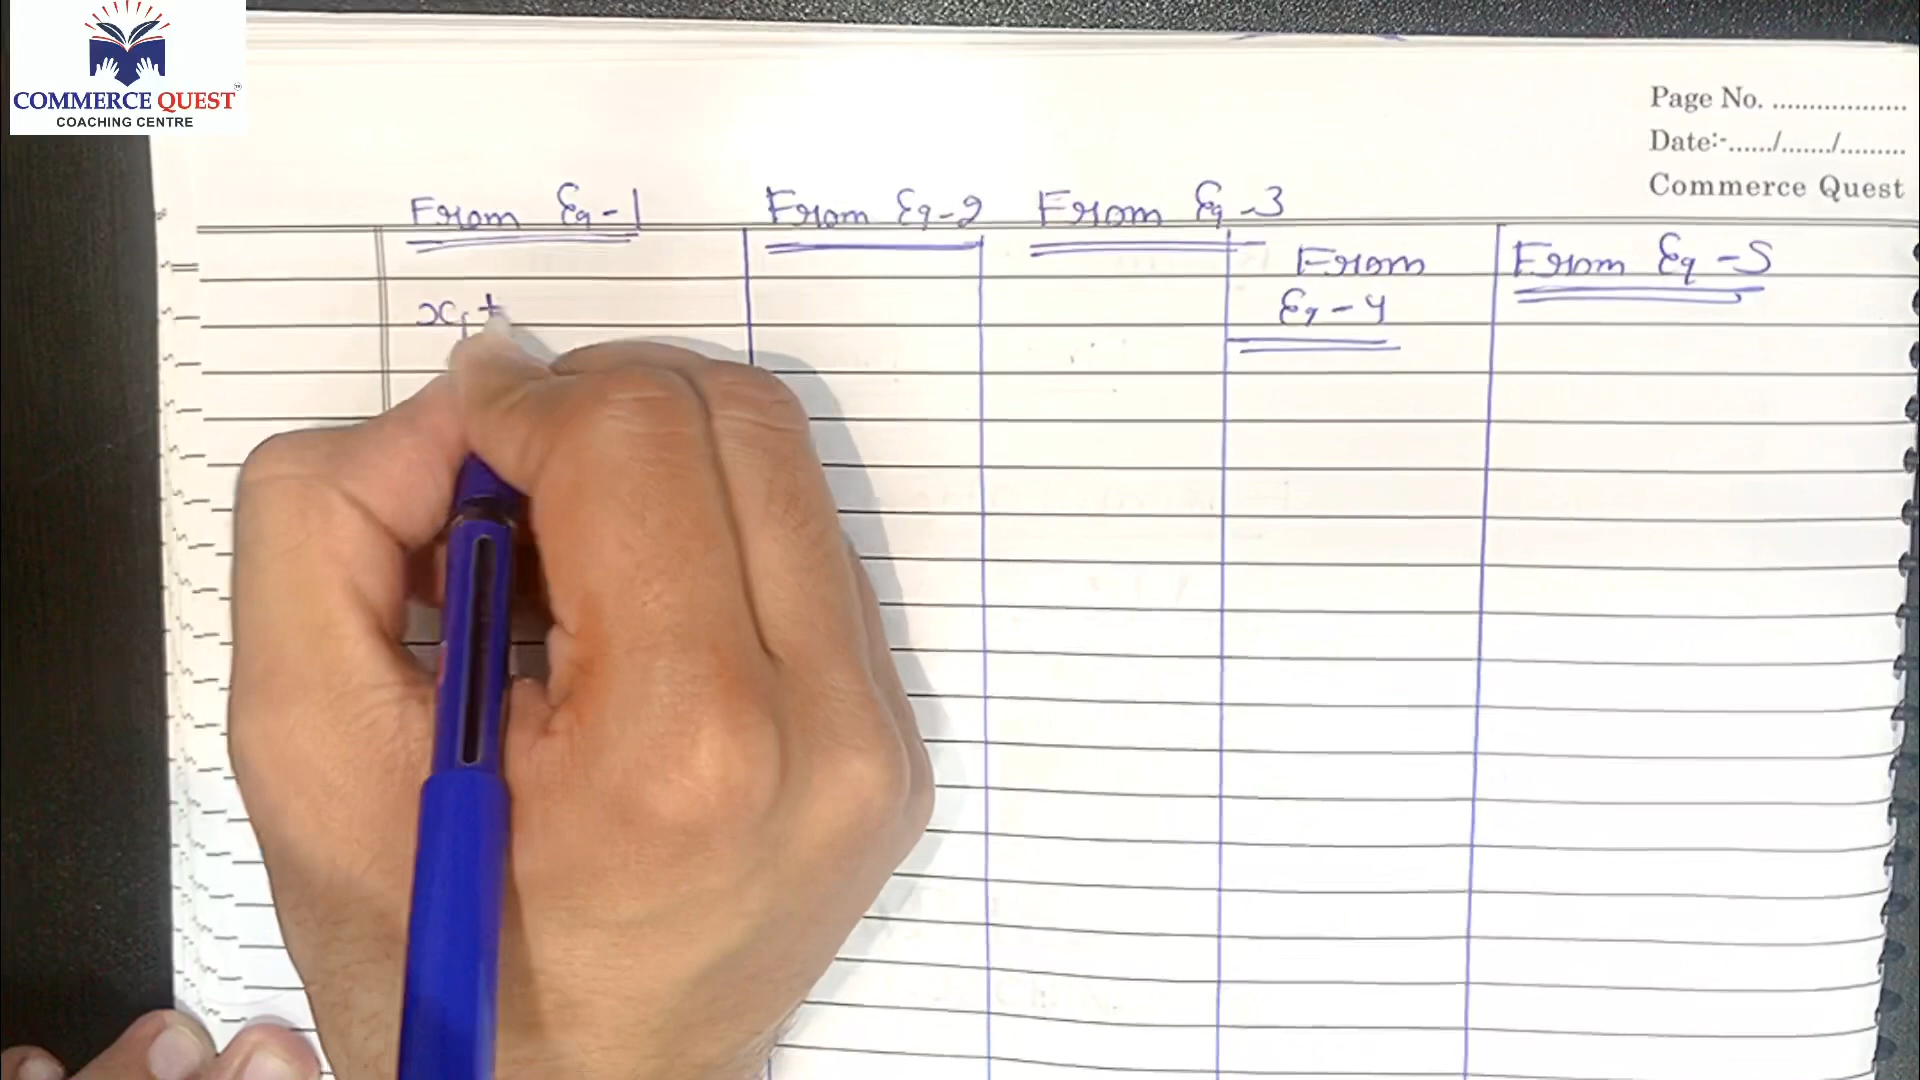 COMMERCE QUEST
COACHING CENTRE
Page No. ..................
Date:-....../......./.........
Commerce Quest
From Eq-1
From Eq-2
From Eq-3
From
Eq-4
From Eq-5
x₁+